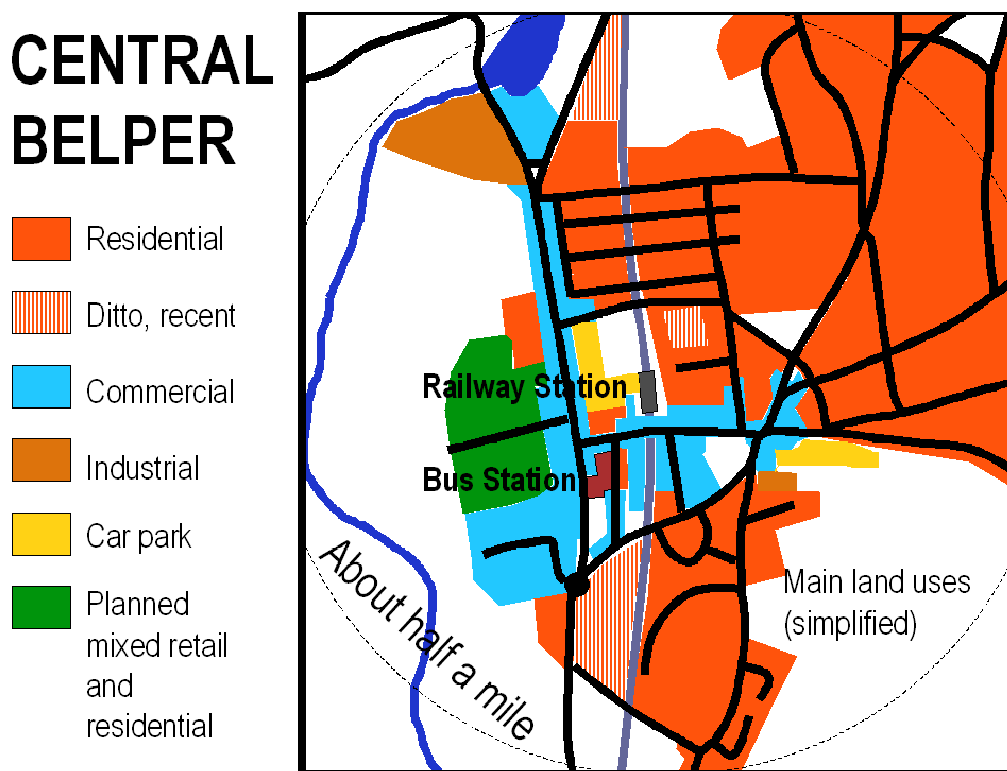 CENTRAL
BELPER
Residential
Ditto, recent
Commercial
Industrial
Car park
Planned
mixed retail
and
residential
Railway Station
Bus Station
About half a mile
Main land uses
(simplified)